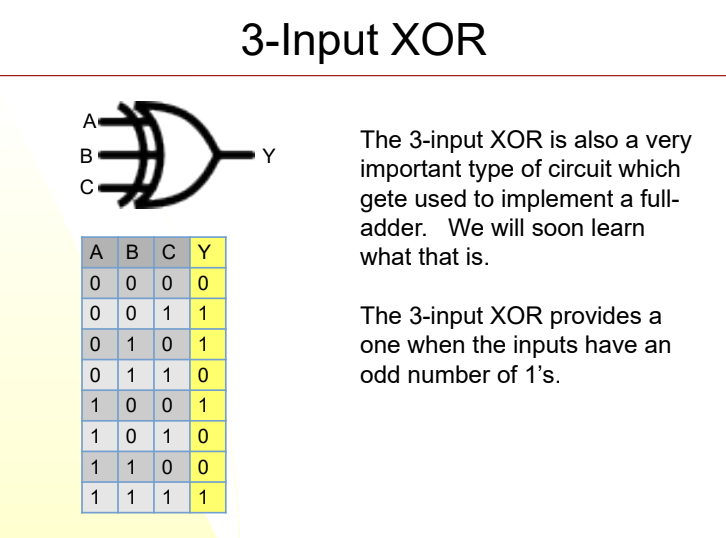 3-Input XOR
A
B
C
Y
The 3-input XOR is also a very
important type of circuit which
gete used to implement a full-
adder. We will soon learn
what that is.
The 3-input XOR provides a
one when the inputs have an
odd number of 1’s.
A B C Y
0 0 0 0
0 0 1 1
0 1 0 1
0 1 1 0
1 0 0 1
1 0 1 0
1 1 0 0
1 1 1 1